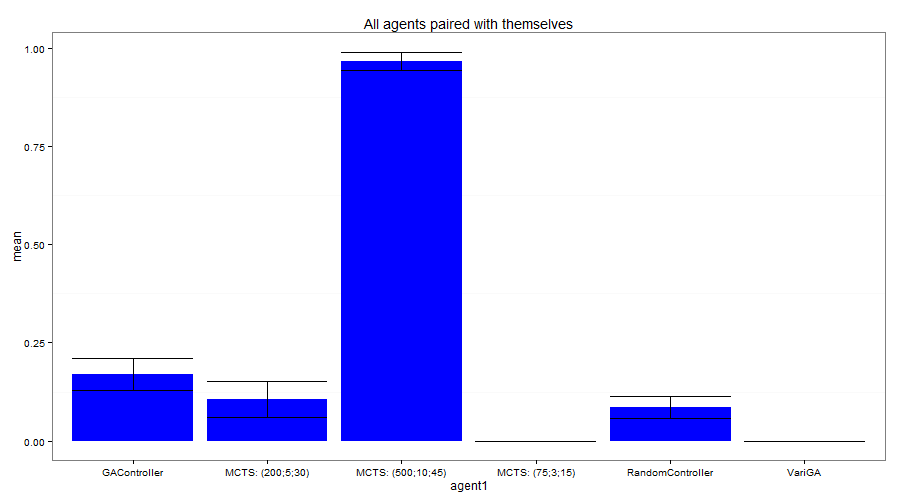 All agents paired with themselves
1.00
0.75
0.50
0.25
0.00
mean
GAController MCTS: (200;5;30) MCTS: (500;10;45) MCTS: (75;3;15) RandomController VariGA
agent1